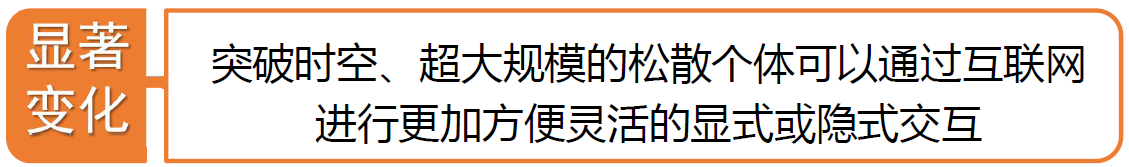 显著
变化
突破时空、超大规模的松散个体可以通过互联网
进行更加方便灵活的显式或隐式交互